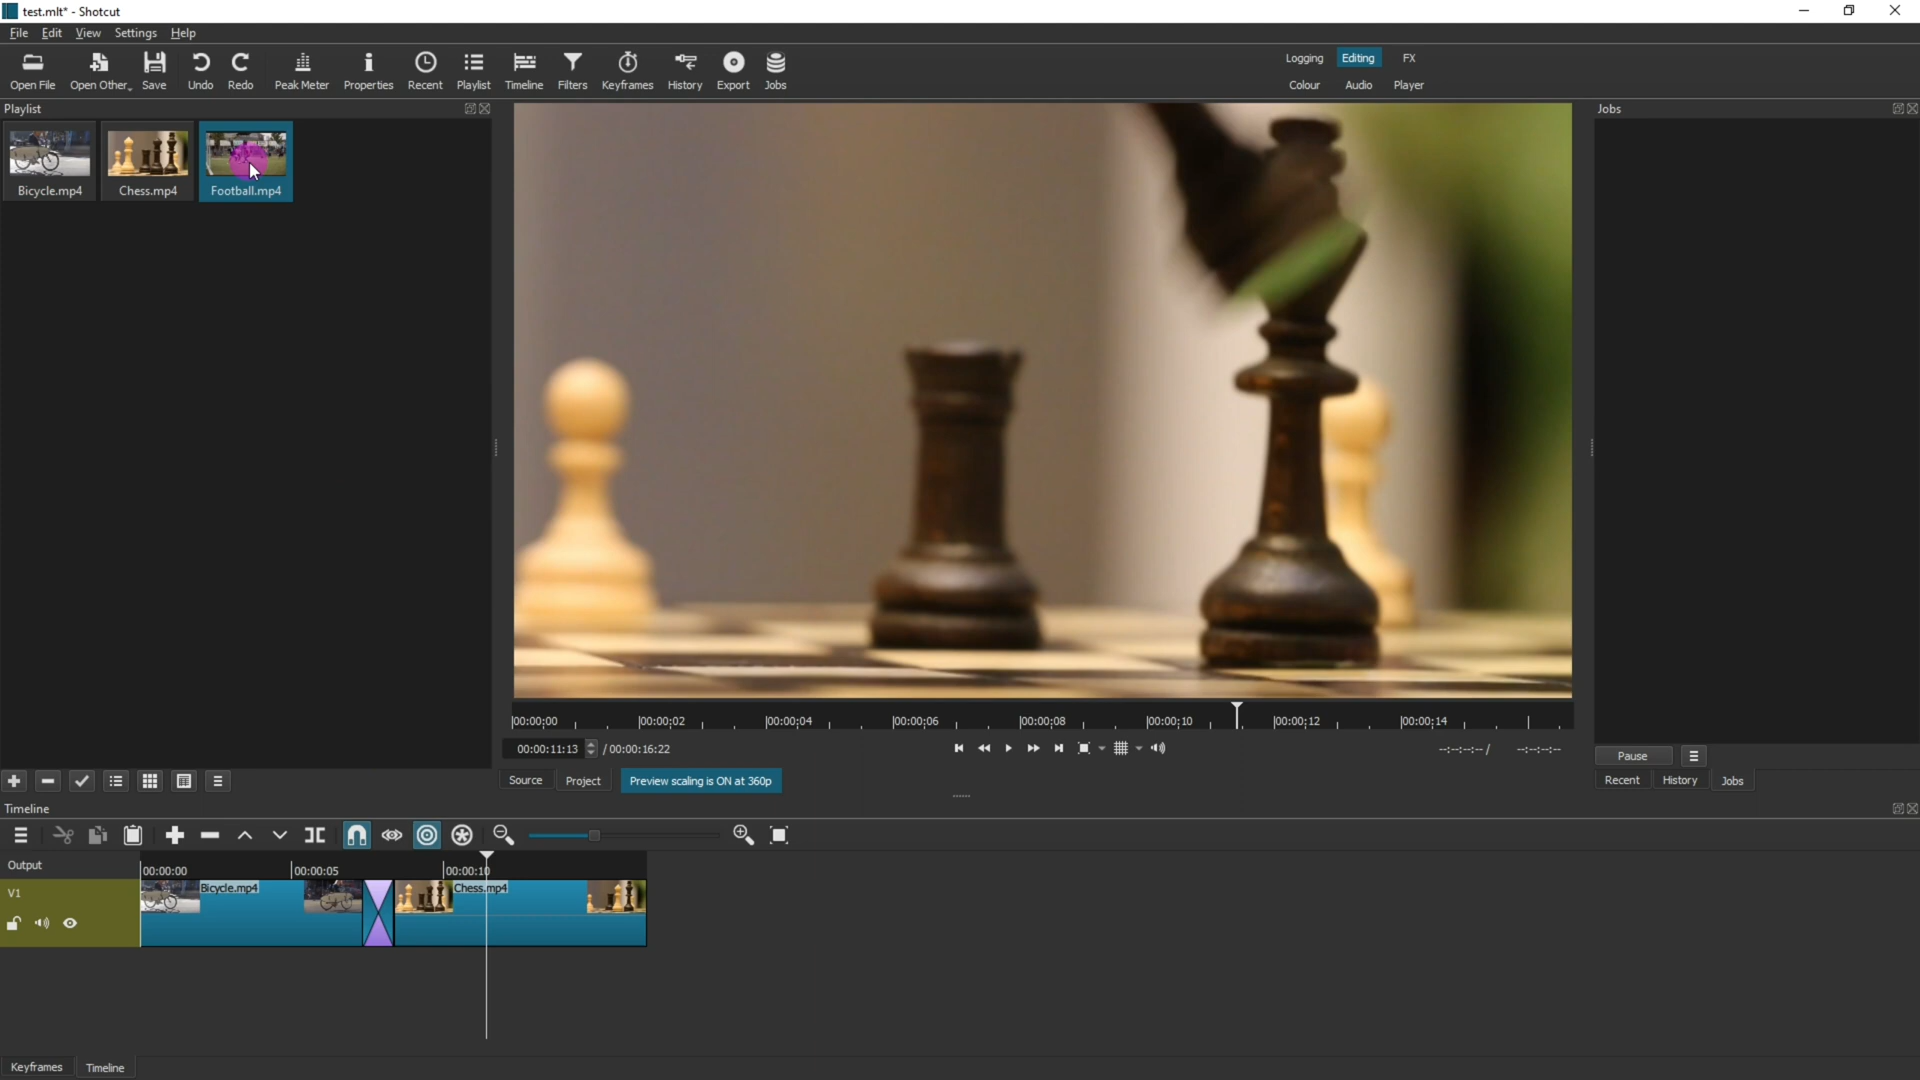 test.mlt* - Shotcut
File Edit View Settings Help
Open File Open Other Save Undo Redo Peak Meter Properties Recent Playlist Timeline Filters Keyframes History Export Jobs
Logging Editing FX
Colour Audio Player
Playlist
Bicycle.mp4 Chess.mp4 Football.mp4
Jobs
00:00:00 00:00:02 00:00:04 00:00:06 00:00:08 00:00:10 00:00:12 00:00:14
00:00:11:13 / 00:00:16:22
--:--:--:-- / --:--:--:--
Pause
Source Project Preview scaling is ON at 360p
Recent History Jobs
Timeline
Output
00:00:00 00:00:05 00:00:10
V1
Bicycle.mp4 Chess.mp4
Keyframes Timeline